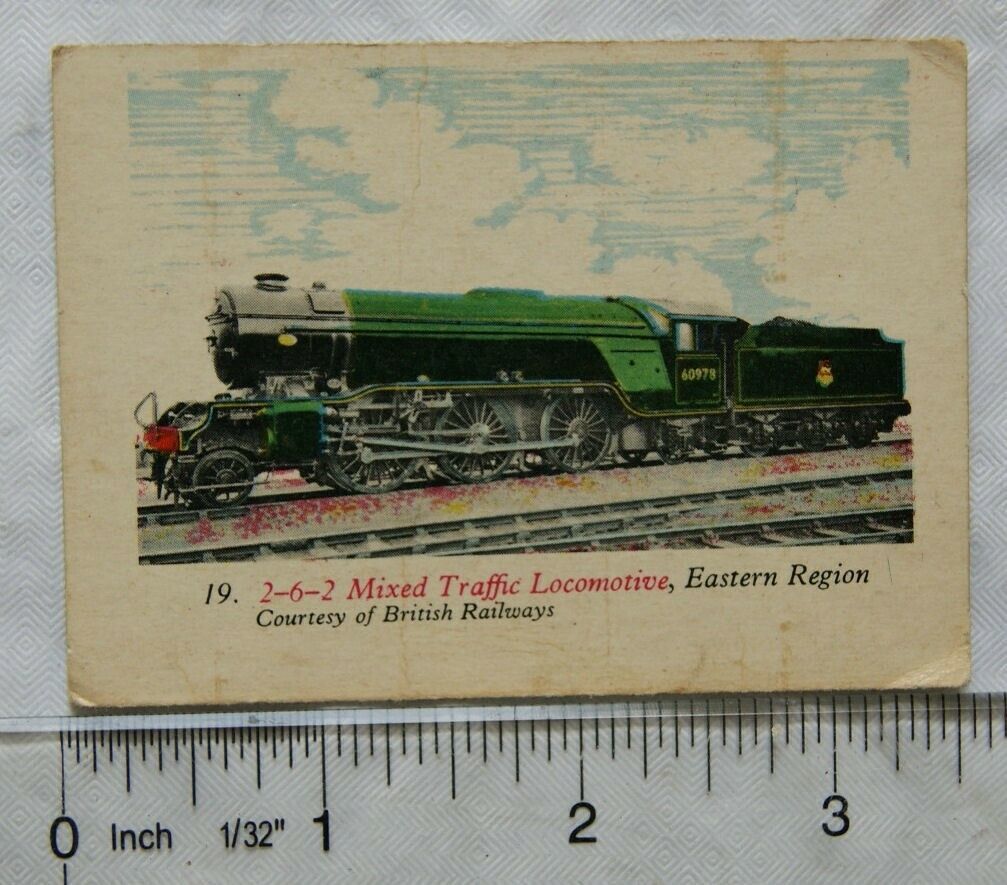 60978
19. 2-6-2 Mixed Traffic Locomotive, Eastern Region
Courtesy of British Railways
0 Inch 1/32" 1 2 3